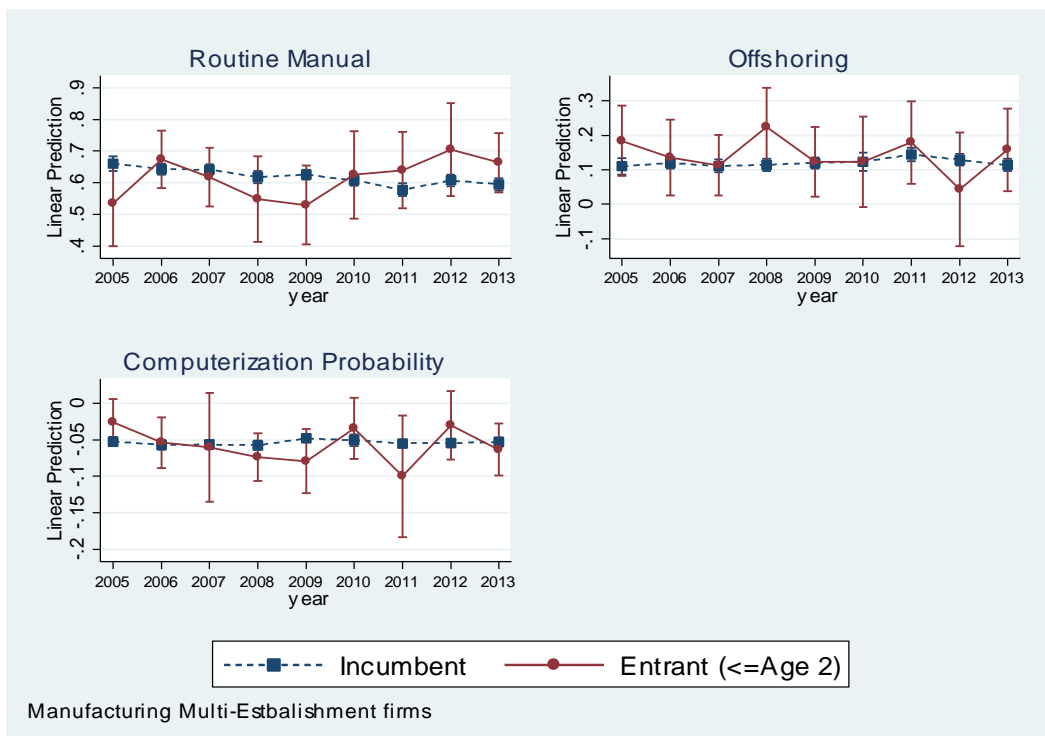 Routine Manual
Linear Prediction
.9
.8
.7
.6
.5
.4
2005 2006 2007 2008 2009 2010 2011 2012 2013
year
Offshoring
Linear Prediction
.3
.2
.1
0
-.1
2005 2006 2007 2008 2009 2010 2011 2012 2013
year
Computerization Probability
Linear Prediction
0
-.05
-.1
-.15
-.2
2005 2006 2007 2008 2009 2010 2011 2012 2013
year
Incumbent Entrant (<=Age 2)
Manufacturing Multi-Estbalishment firms